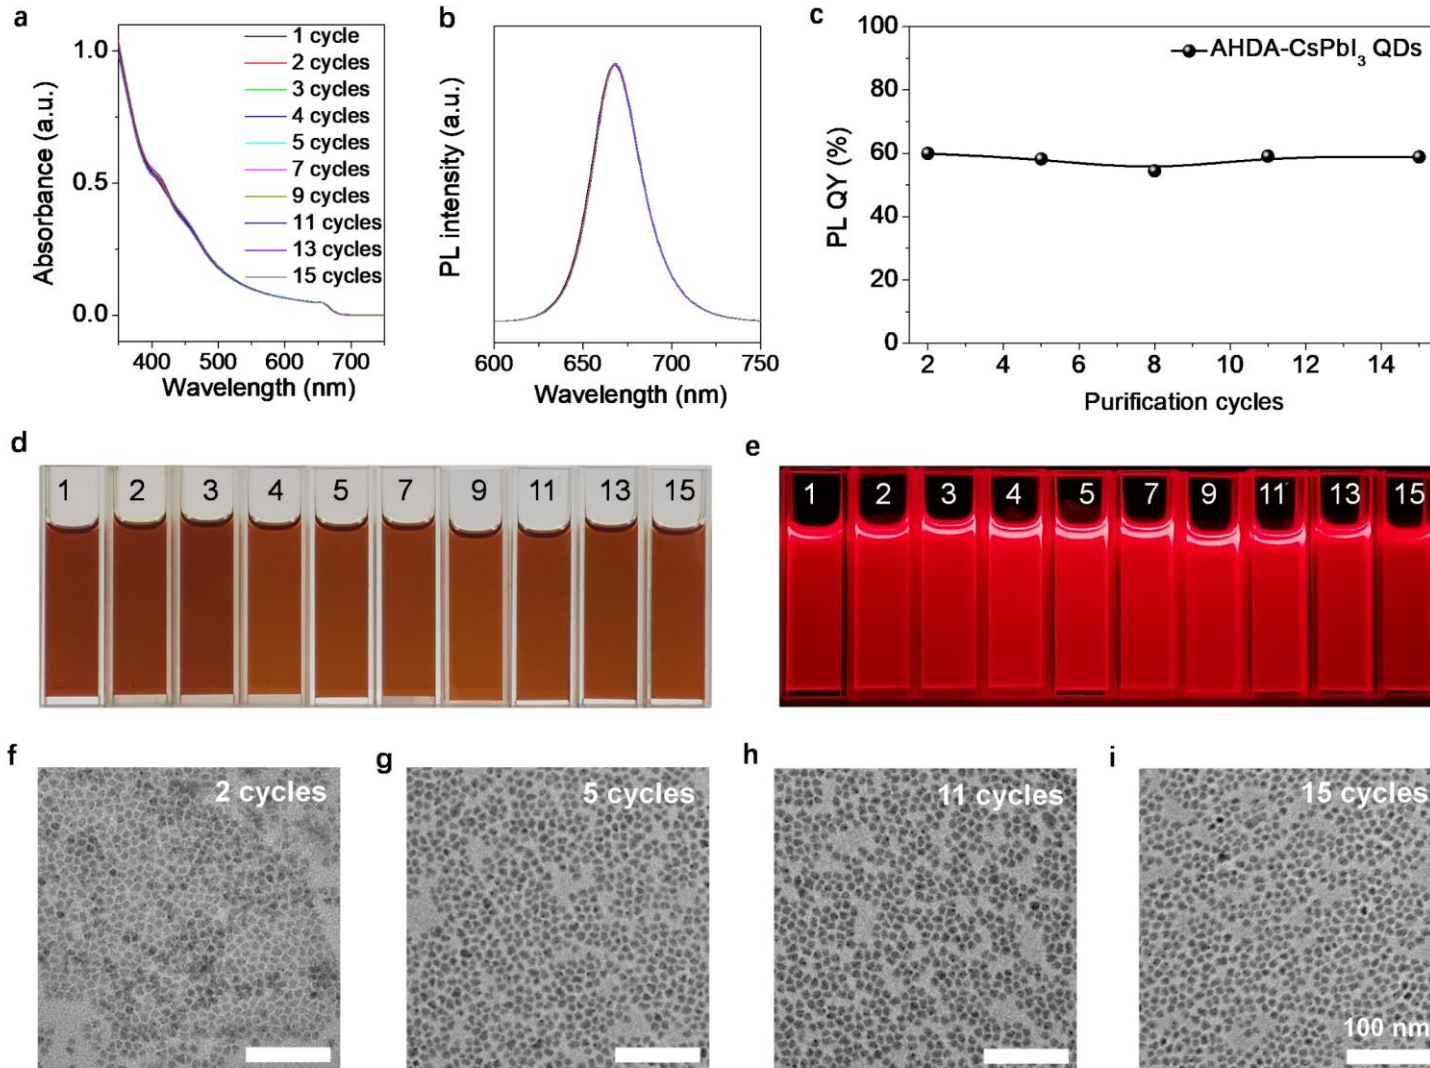 a
1 cycle
2 cycles
3 cycles
4 cycles
5 cycles
7 cycles
9 cycles
11 cycles
13 cycles
15 cycles
1.0
0.5
0.0
Absorbance (a.u.)
400 500 600 700
Wavelength (nm)
b
PL intensity (a.u.)
600 650 700 750
Wavelength (nm)
c
AHDA-CsPbI3 QDs
100
80
60
40
20
0
PL QY (%)
2 4 6 8 10 12 14
Purification cycles
d
1 2 3 4 5 7 9 11 13 15
e
1 2 3 4 5 7 9 11 13 15
f
2 cycles
g
5 cycles
h
11 cycles
i
15 cycles
100 nm